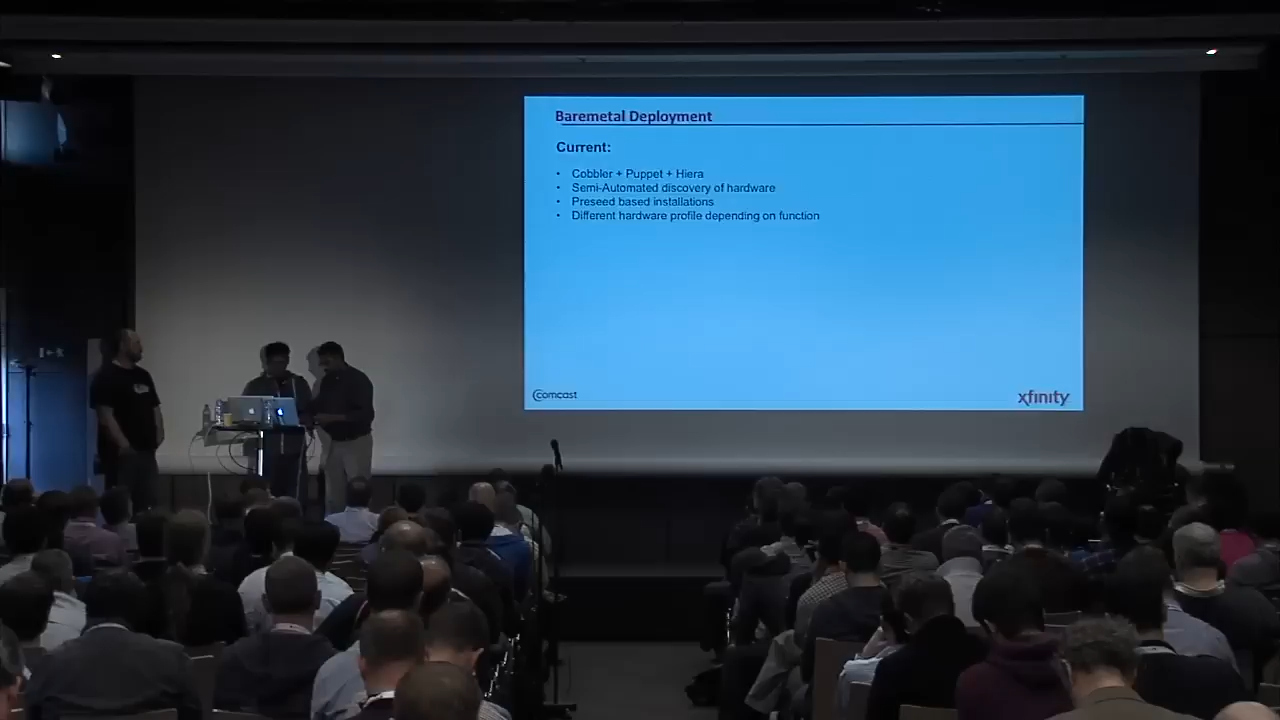 Baremetal Deployment
Current:
• Cobbler + Puppet + Hiera
• Semi-Automated discovery of hardware
• Preseed based installations
• Different hardware profile depending on function
comcast
xfinity